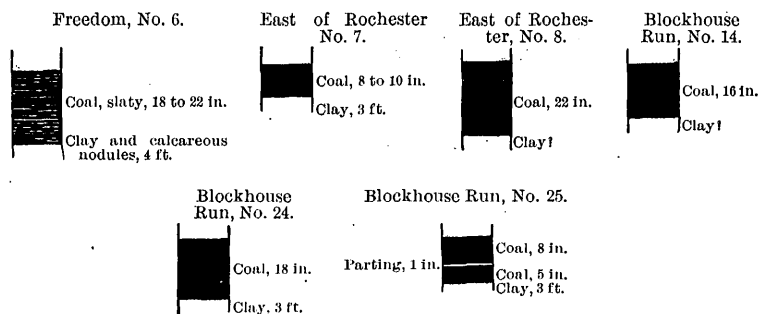 Freedom, No. 6.
Coal, slaty, 18 to 22 in.
Clay and calcareous
nodules, 4 ft.
East of Rochester
No. 7.
Coal, 8 to 10 in.
Clay, 3 ft.
East of Roches-
ter, No. 8.
Coal, 22 in.
Clay?
Blockhouse
Run, No. 14.
Coal, 16 in.
Clay?
Blockhouse
Run, No. 24.
Coal, 18 in.
Clay, 3 ft.
Blockhouse Run, No. 25.
Parting, 1 in.
Coal, 8 in.
Coal, 5 in.
Clay, 3 ft.